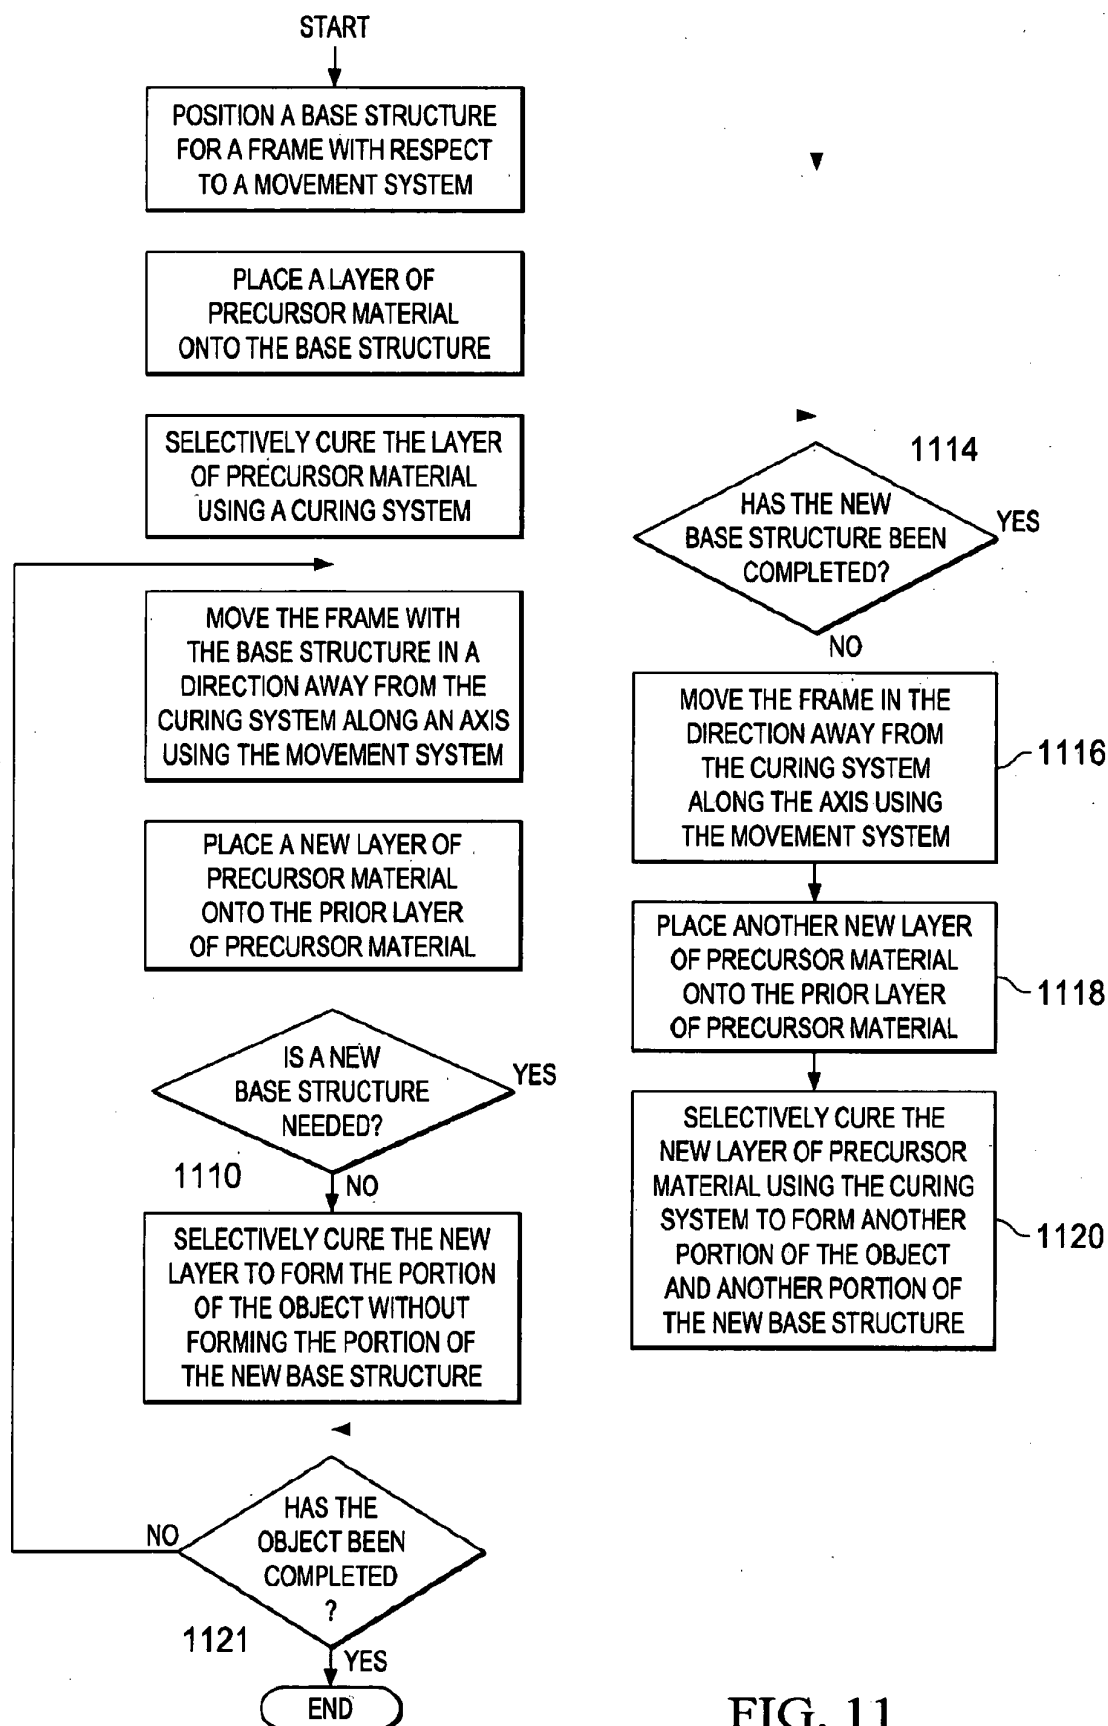 START
POSITION A BASE STRUCTURE
FOR A FRAME WITH RESPECT
TO A MOVEMENT SYSTEM
PLACE A LAYER OF
PRECURSOR MATERIAL
ONTO THE BASE STRUCTURE
SELECTIVELY CURE THE LAYER
OF PRECURSOR MATERIAL
USING A CURING SYSTEM
MOVE THE FRAME WITH
THE BASE STRUCTURE IN A
DIRECTION AWAY FROM THE
CURING SYSTEM ALONG AN AXIS
USING THE MOVEMENT SYSTEM
PLACE A NEW LAYER OF
PRECURSOR MATERIAL
ONTO THE PRIOR LAYER
OF PRECURSOR MATERIAL
IS A NEW
BASE STRUCTURE
NEEDED?
YES
1110
NO
SELECTIVELY CURE THE NEW
LAYER TO FORM THE PORTION
OF THE OBJECT WITHOUT
FORMING THE PORTION OF
THE NEW BASE STRUCTURE
HAS THE
OBJECT BEEN
COMPLETED
?
NO
1121
YES
END
1114
HAS THE NEW
BASE STRUCTURE BEEN
COMPLETED?
YES
NO
MOVE THE FRAME IN THE
DIRECTION AWAY FROM
THE CURING SYSTEM
ALONG THE AXIS USING
THE MOVEMENT SYSTEM
1116
PLACE ANOTHER NEW LAYER
OF PRECURSOR MATERIAL
ONTO THE PRIOR LAYER
OF PRECURSOR MATERIAL
1118
SELECTIVELY CURE THE
NEW LAYER OF PRECURSOR
MATERIAL USING THE CURING
SYSTEM TO FORM ANOTHER
PORTION OF THE OBJECT
AND ANOTHER PORTION OF
THE NEW BASE STRUCTURE
1120
FIG. 11